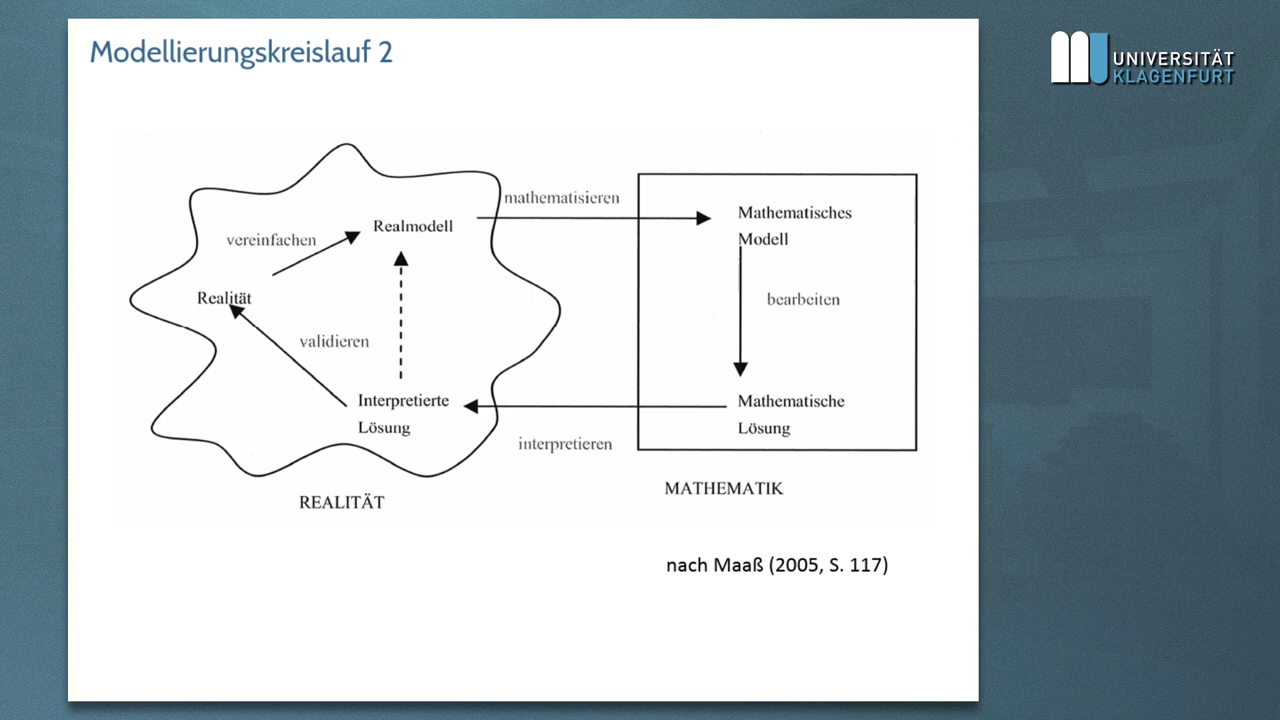 Modellierungskreislauf 2
UNIVERSITÄT
KLAGENFURT
mathematisieren
Realmodell
Mathematisches
Modell
vereinfachen
Realität
bearbeiten
validieren
Interpretierte
Lösung
Mathematische
Lösung
interpretieren
REALITÄT
MATHEMATIK
nach Maaß (2005, S. 117)